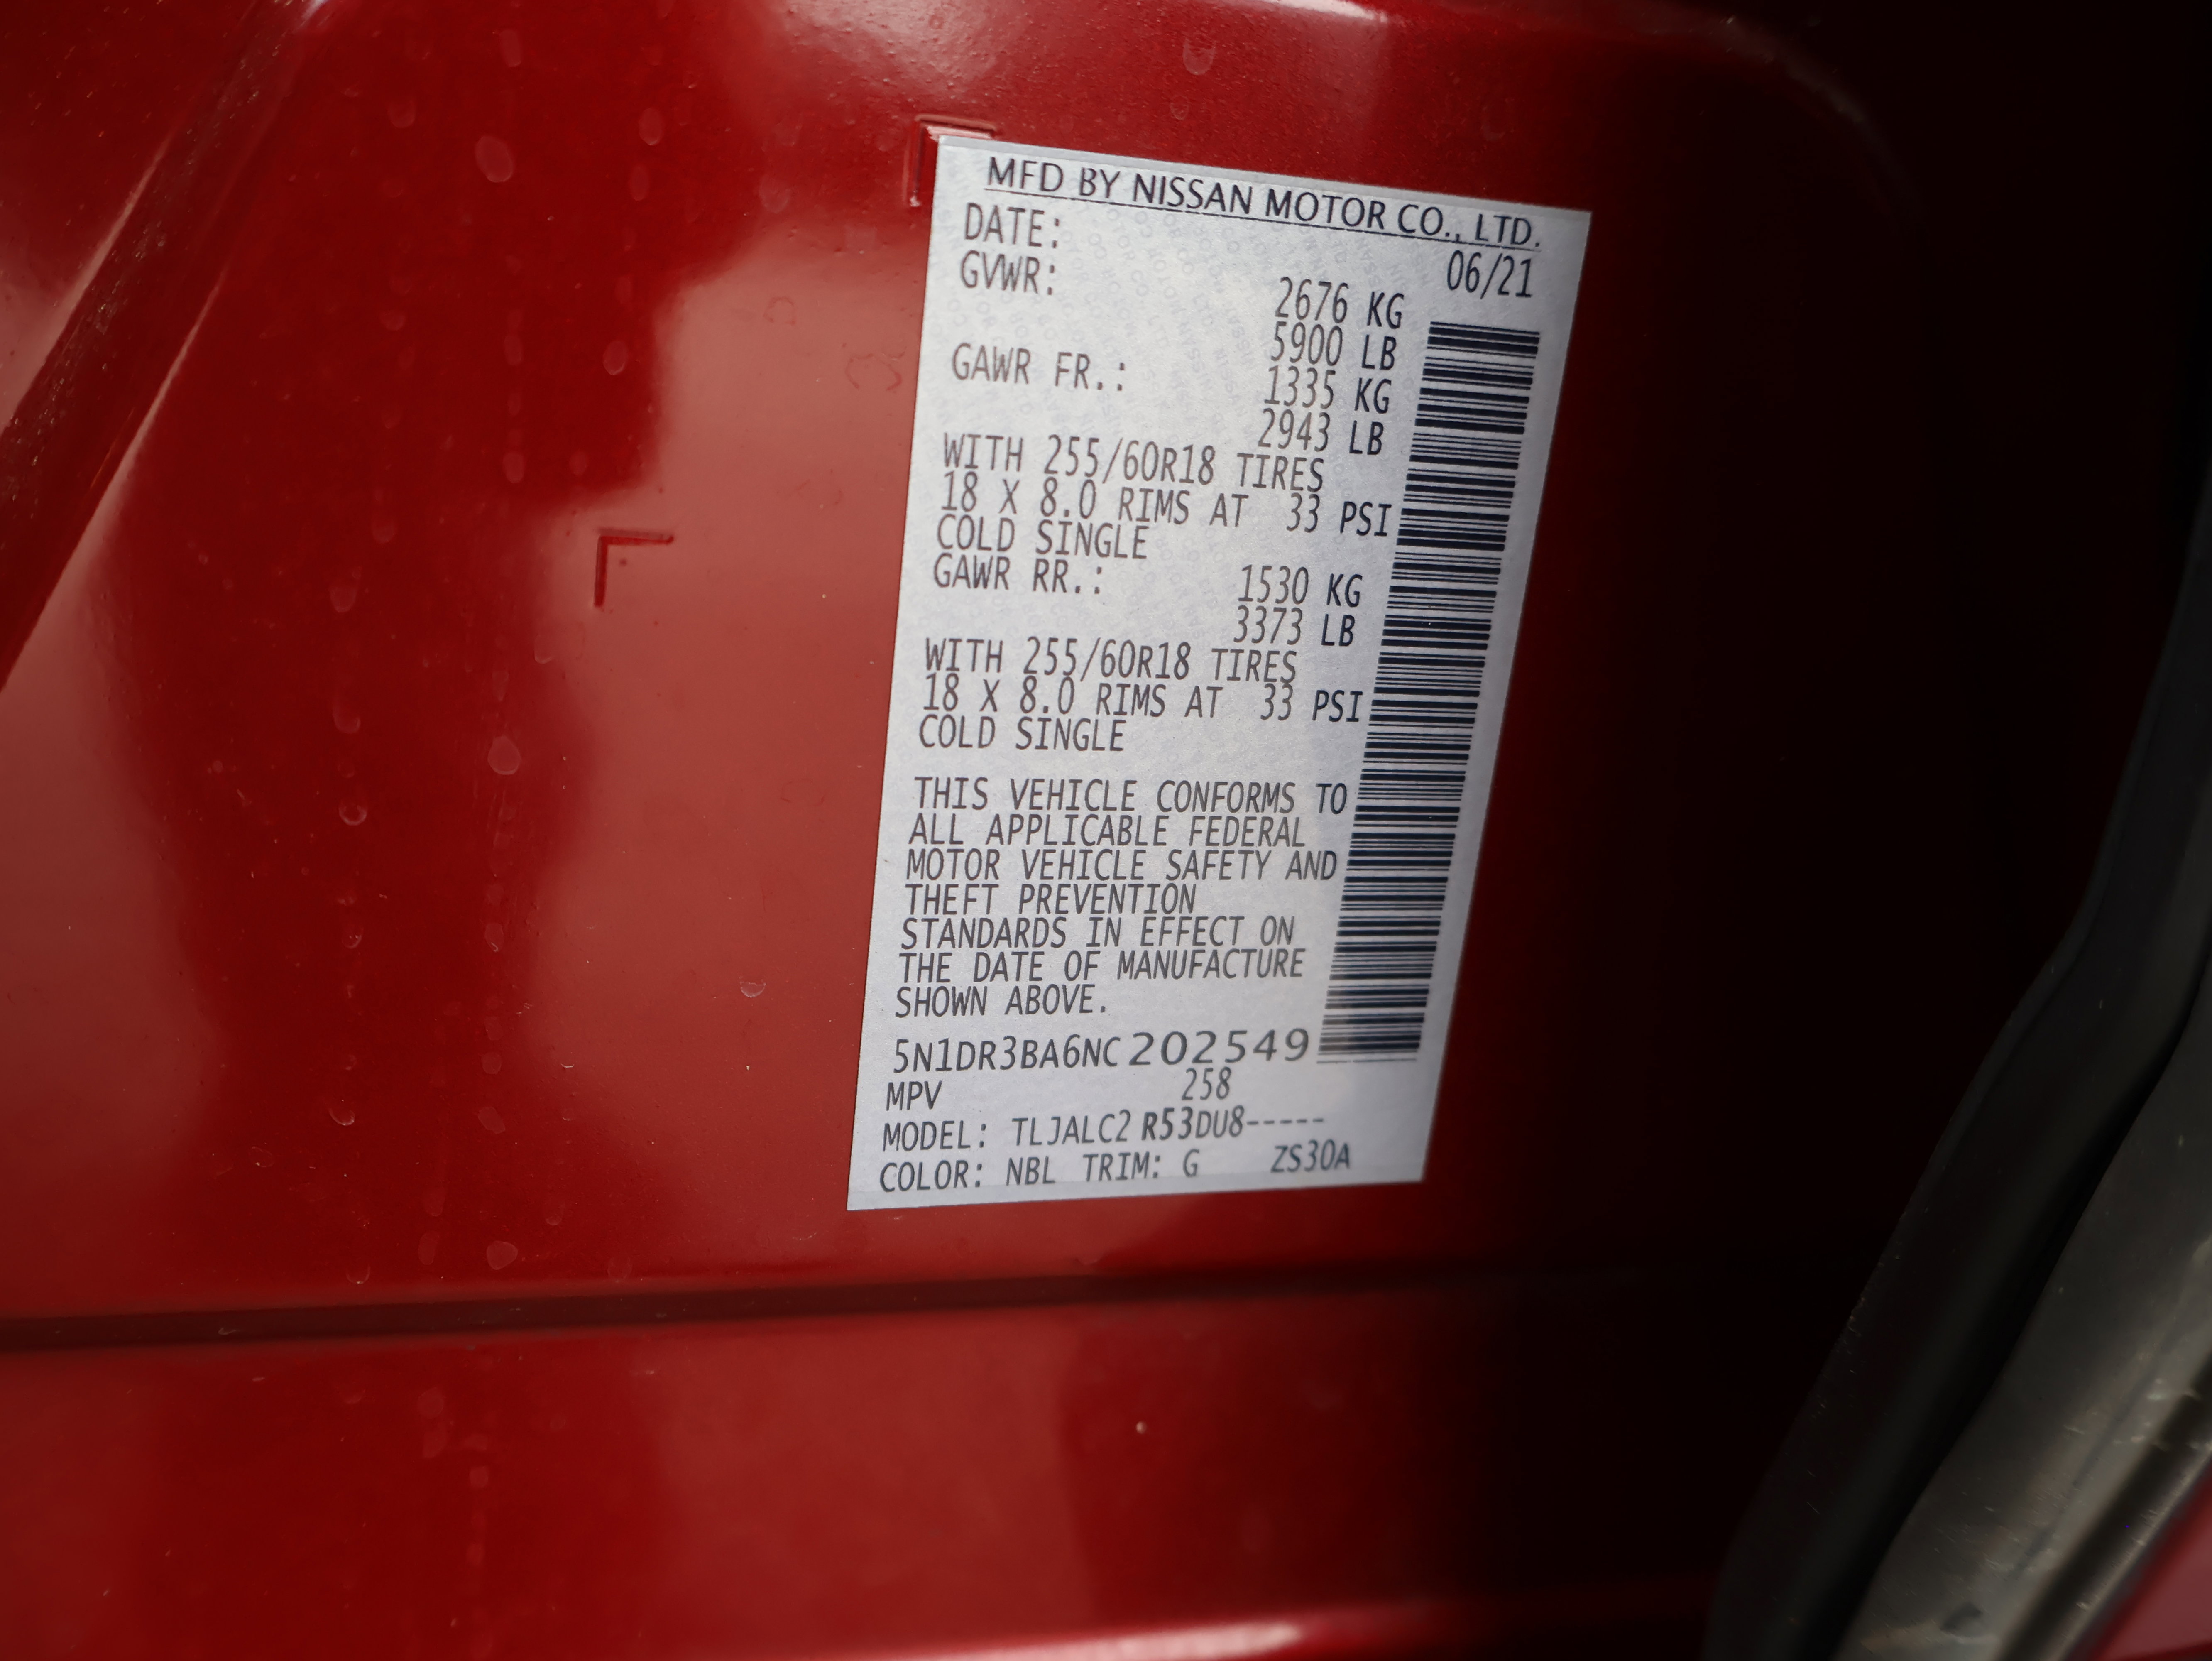 MFD BY NISSAN MOTOR CO., LTD.
DATE: 06/21
GVWR: 2676 KG
5900 LB
GAWR FR.: 1335 KG
2943 LB
WITH 255/60R18 TIRES
18 X 8.0 RIMS AT 33 PSI
COLD SINGLE
GAWR RR.: 1530 KG
3373 LB
WITH 255/60R18 TIRES
18 X 8.0 RIMS AT 33 PSI
COLD SINGLE
THIS VEHICLE CONFORMS TO
ALL APPLICABLE FEDERAL
MOTOR VEHICLE SAFETY AND
THEFT PREVENTION
STANDARDS IN EFFECT ON
THE DATE OF MANUFACTURE
SHOWN ABOVE.
5N1DR3BA6NC202549
MPV 258
MODEL: TLJALC2 R53DU8-----
COLOR: NBL TRIM: G ZS30A